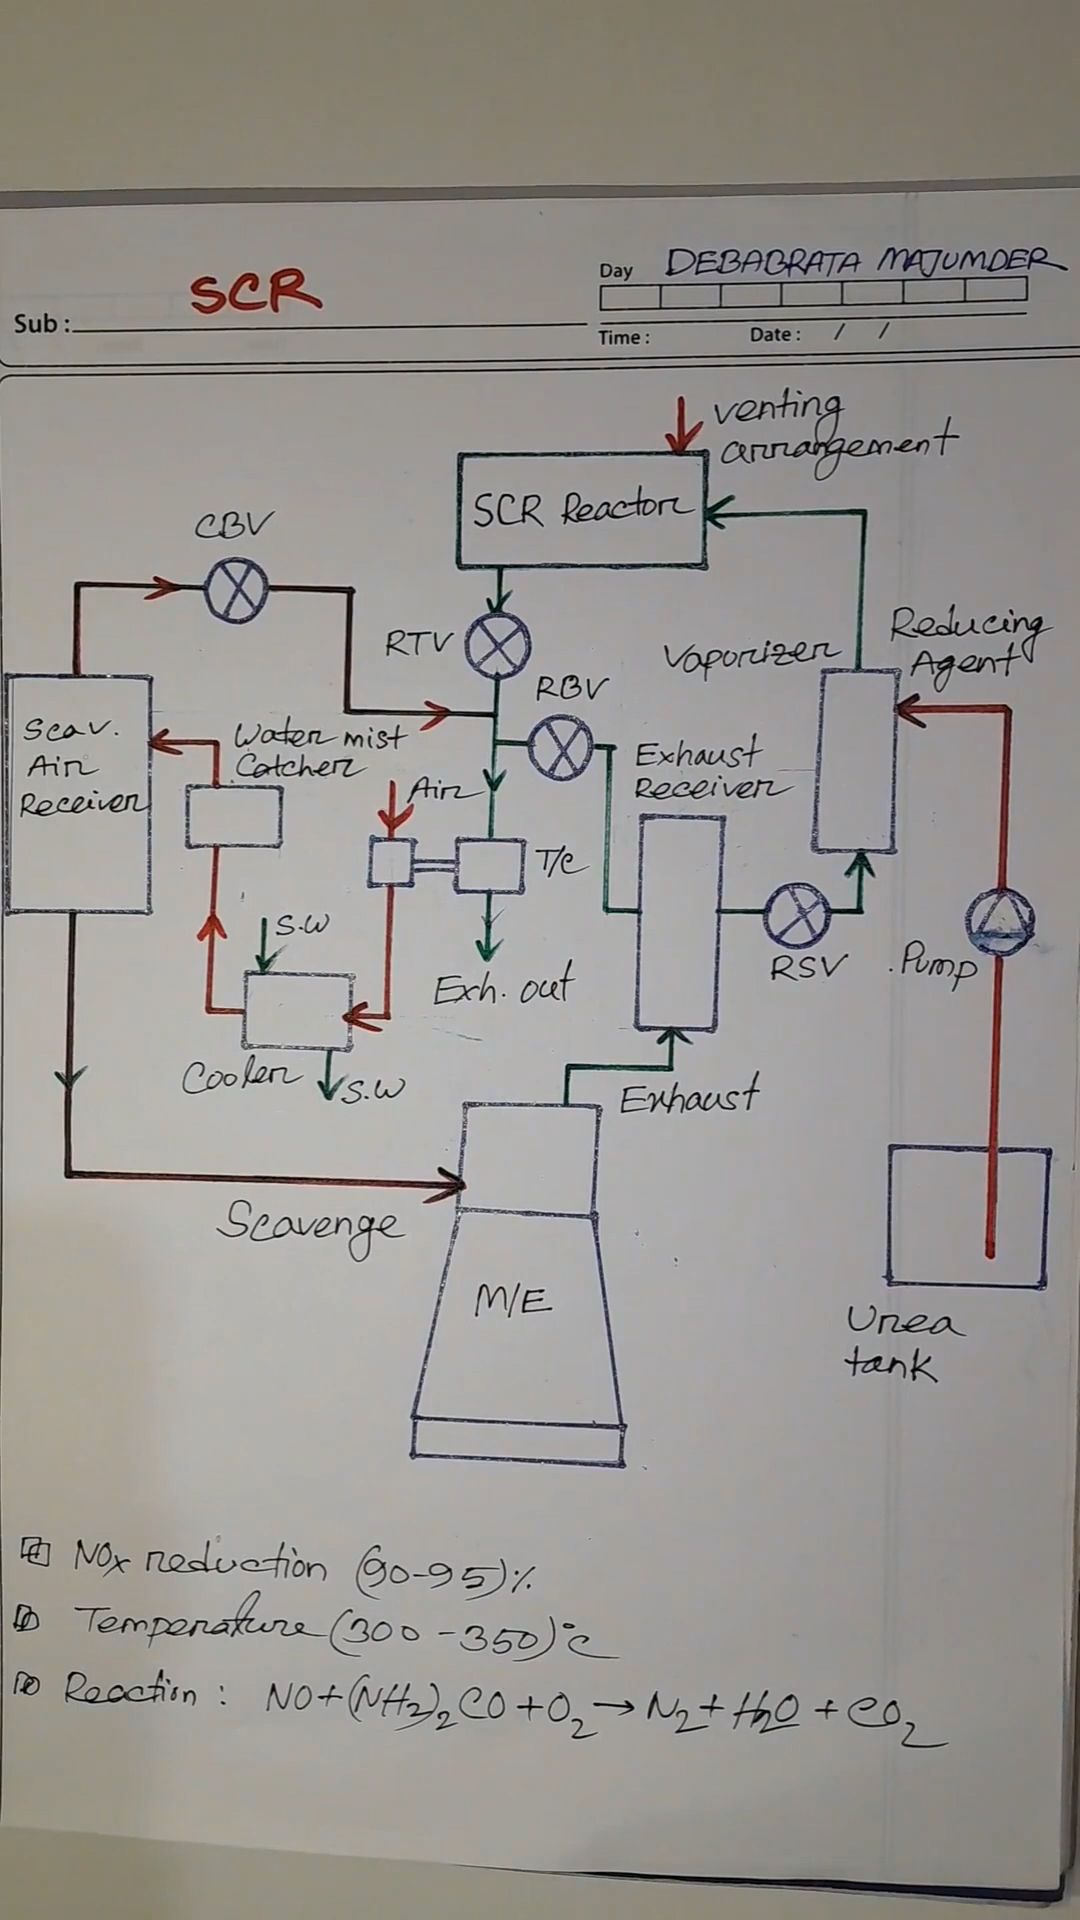 SCR
Sub :
Day
DEBABRATA MAJUMDER
Time :
Date : / /
venting
arrangement
SCR Reactor
CBV
RTV
Reducing
Agent
Vaporizer
RBV
Scav.
Air
Receiver
Water mist
Catcher
Exhaust
Receiver
Air
T/C
S.W
RSV
Pump
Exh. out
Cooler
S.W
Exhaust
Scavenge
M/E
Urea
tank
NOx reduction (90-95)%
Temperature (300-350)°C
Reaction : NO+(NH₂)₂CO+O₂→N₂+H₂O+CO₂